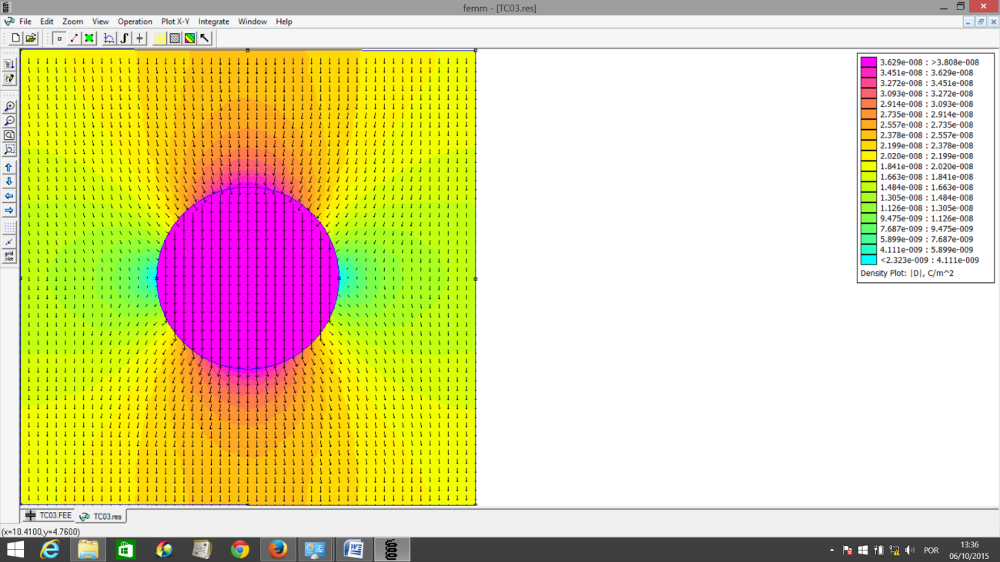 femm - [TC03.res]
File Edit Zoom View Operation Plot X-Y Integrate Window Help
grid size
3.629e-008 : >3.808e-008
3.451e-008 : 3.629e-008
3.272e-008 : 3.451e-008
3.093e-008 : 3.272e-008
2.914e-008 : 3.093e-008
2.735e-008 : 2.914e-008
2.557e-008 : 2.735e-008
2.378e-008 : 2.557e-008
2.199e-008 : 2.378e-008
2.020e-008 : 2.199e-008
1.841e-008 : 2.020e-008
1.663e-008 : 1.841e-008
1.484e-008 : 1.663e-008
1.305e-008 : 1.484e-008
1.126e-008 : 1.305e-008
9.475e-009 : 1.126e-008
7.687e-009 : 9.475e-009
5.899e-009 : 7.687e-009
4.111e-009 : 5.899e-009
<2.323e-009 : 4.111e-009
Density Plot: |D|, C/m^2
TC03.FEE TC03.res
(x=10.4100,y=4.7600)
POR
13:36
06/10/2015